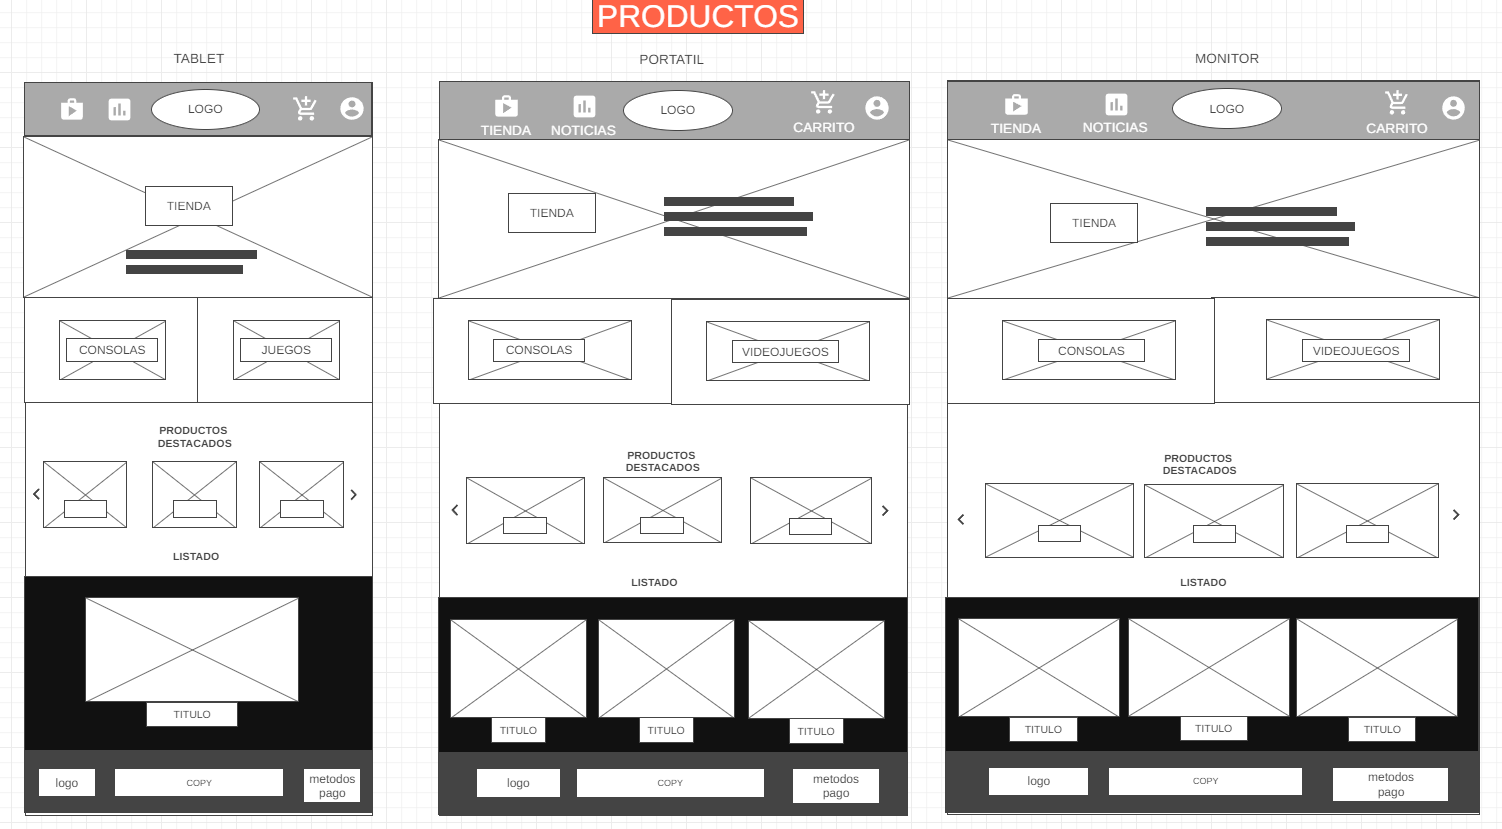 PRODUCTOS
TABLET
LOGO
TIENDA
CONSOLAS
JUEGOS
PRODUCTOS
DESTACADOS
LISTADO
TITULO
logo
COPY
metodos
pago
PORTATIL
TIENDA
NOTICIAS
LOGO
CARRITO
TIENDA
CONSOLAS
VIDEOJUEGOS
PRODUCTOS
DESTACADOS
LISTADO
TITULO
TITULO
TITULO
logo
COPY
metodos
pago
MONITOR
TIENDA
NOTICIAS
LOGO
CARRITO
TIENDA
CONSOLAS
VIDEOJUEGOS
PRODUCTOS
DESTACADOS
LISTADO
TITULO
TITULO
TITULO
logo
COPY
metodos
pago